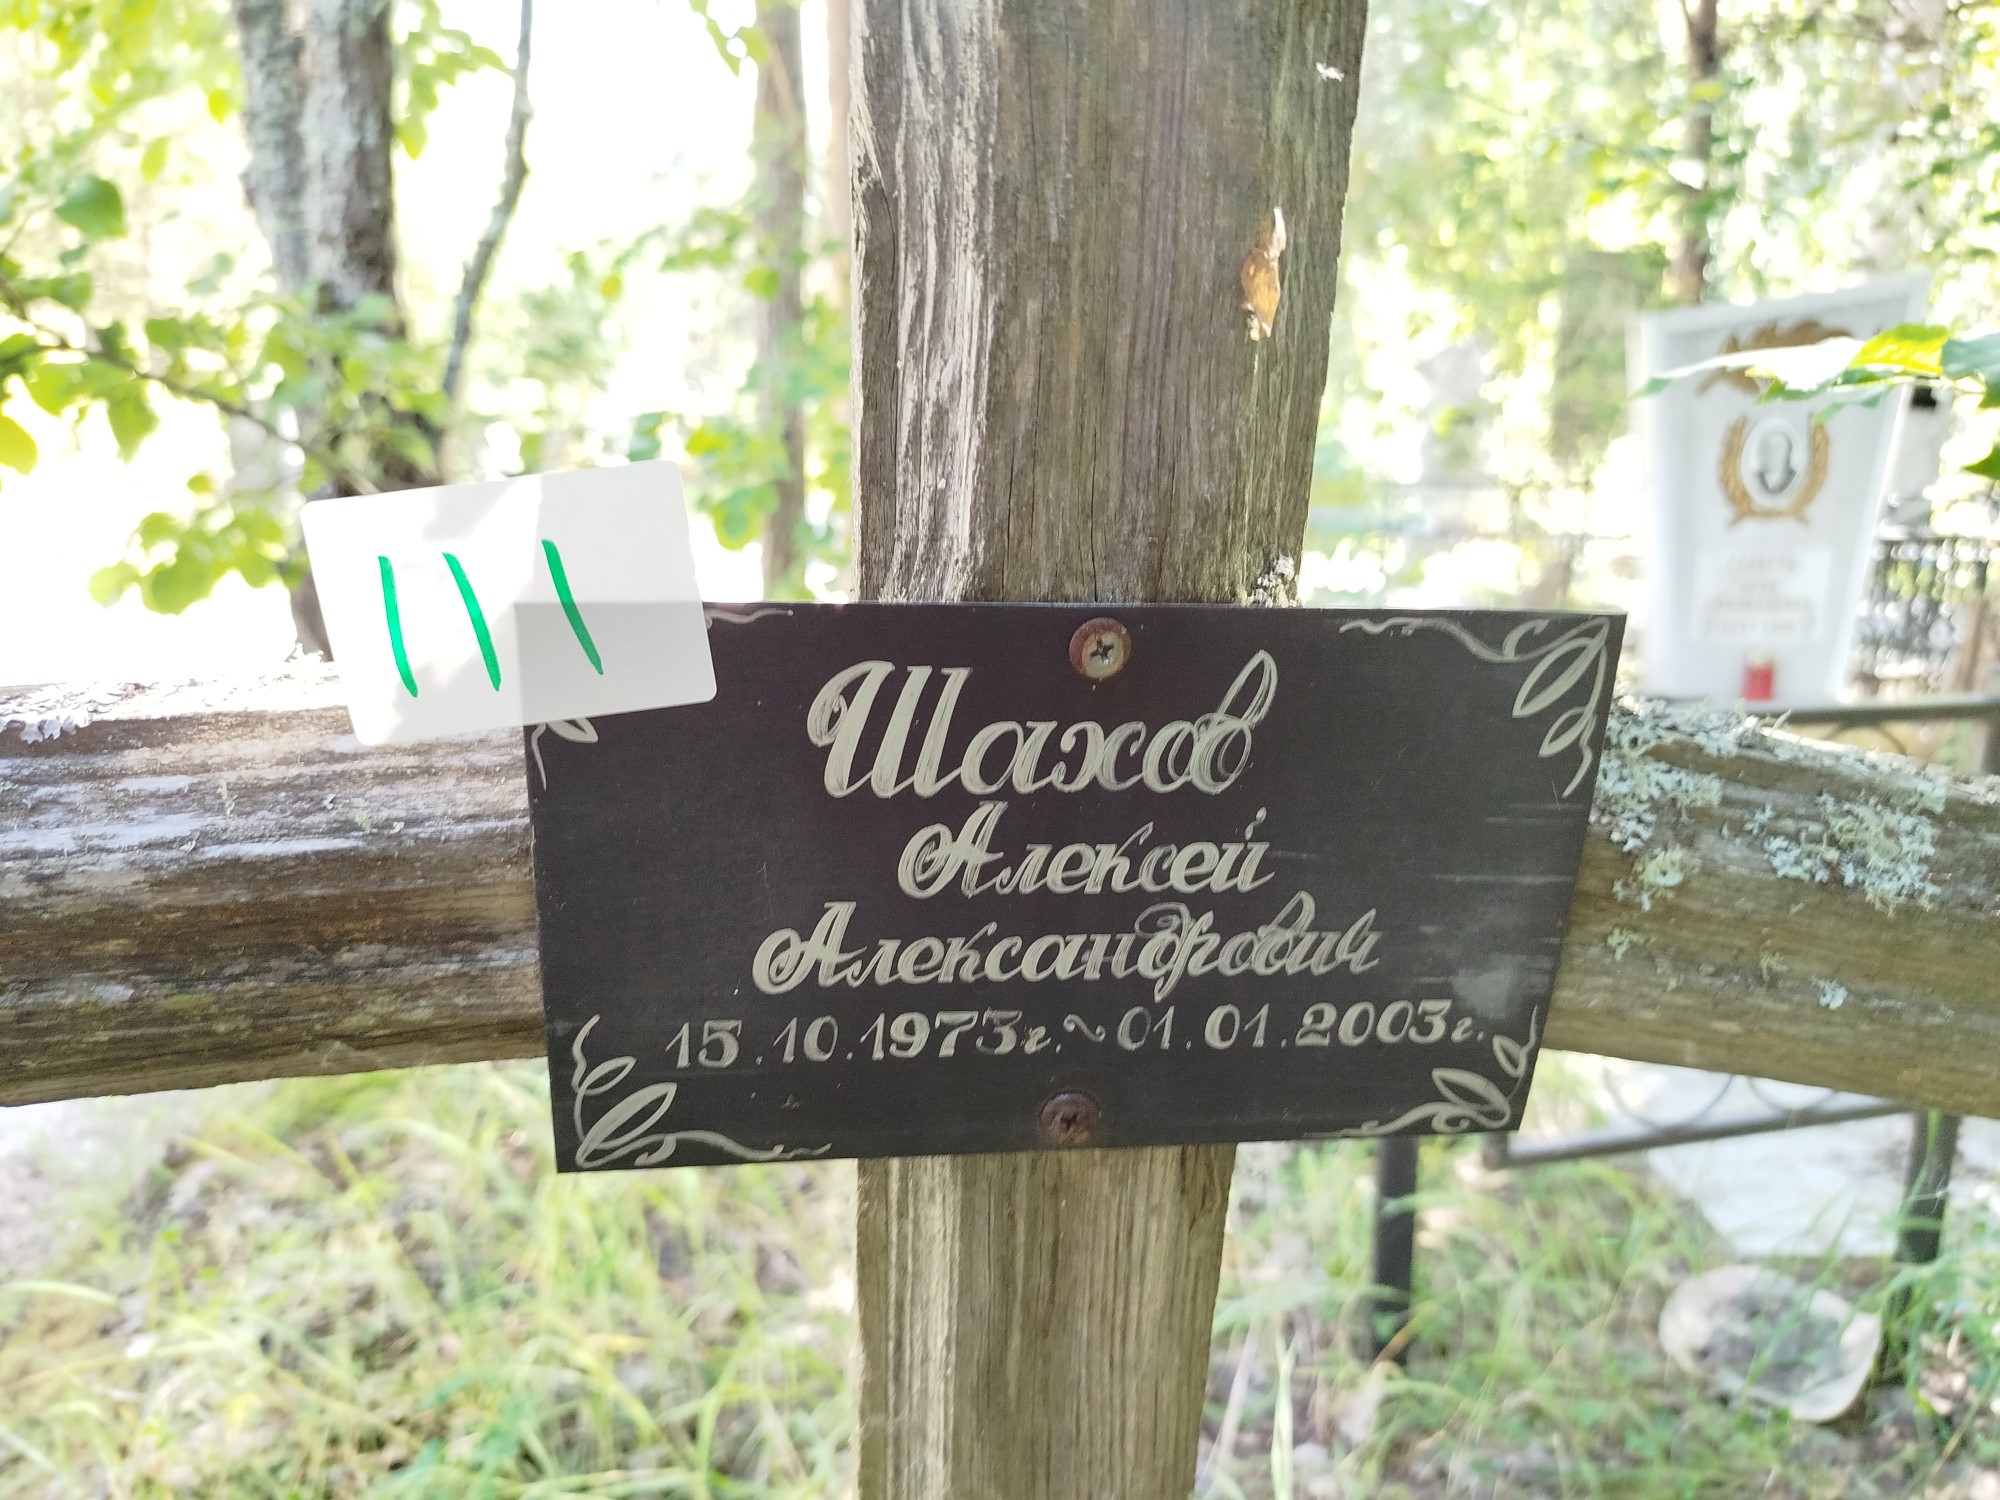 111
Шахов
Алексей
Александрович
15.10.1973г.~01.01.2003г.